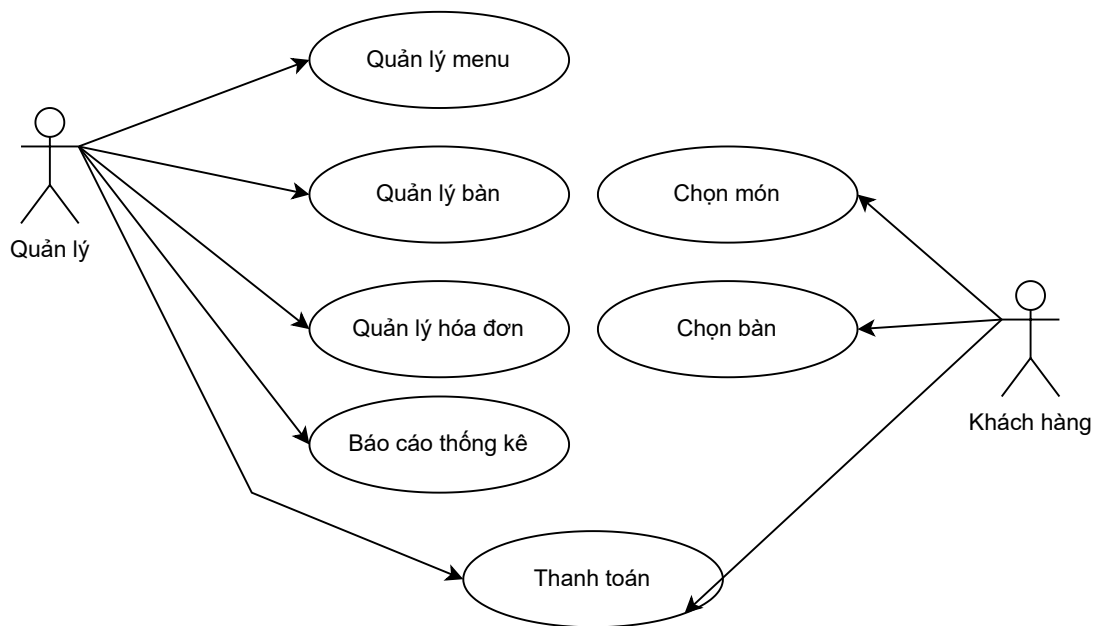 Quản lý menu
Quản lý bàn
Chọn món
Quản lý
Quản lý hóa đơn
Chọn bàn
Khách hàng
Báo cáo thống kê
Thanh toán